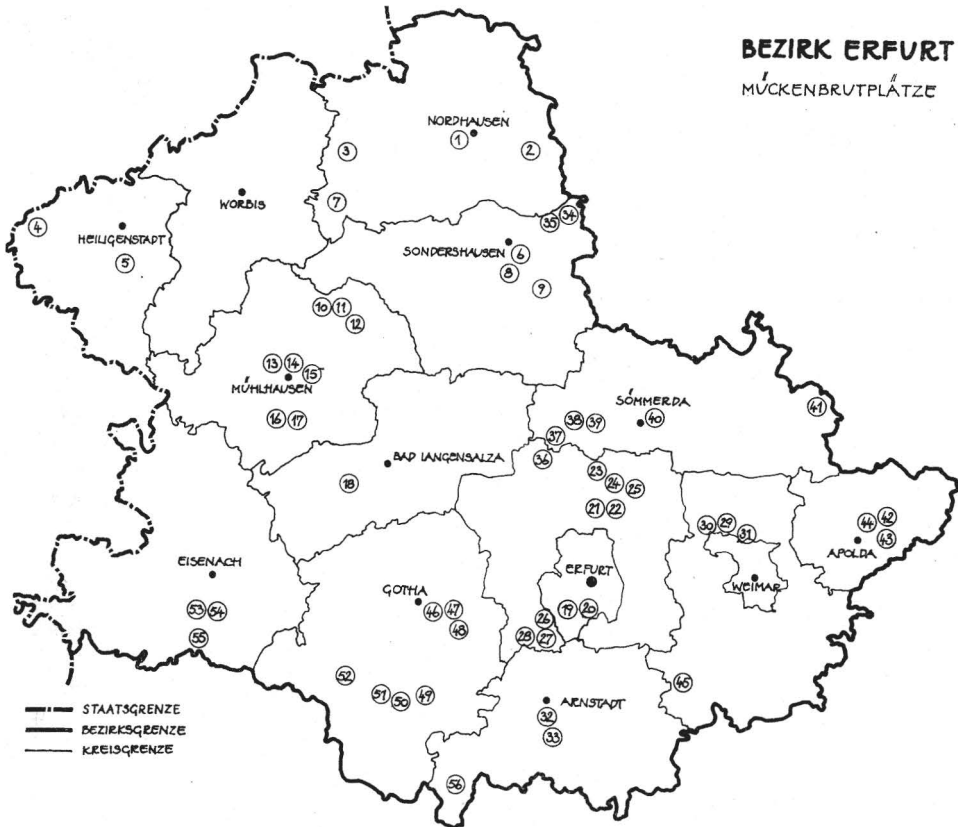 BEZIRK ERFURT
MÜCKENBRUTPLÄTZE
NORDHAUSEN
1
2
3
7
WORBIS
4
HEILIGENSTADT
5
35 34
SONDERSHAUSEN
6
8
9
10 11
12
13 14
15
MÜHLHAUSEN
16 17
SÖMMERDA
38 39 40
41
37
36
BAD LANGENSALZA
18
23
24 25
21 22
30 29
31
44 42
43
APOLDA
EISENACH
53 54
55
GOTHA
46 47
48
ERFURT
19 20
26
28 27
WEIMAR
45
52
51 50 49
ARNSTADT
32
33
56
STAATSGRENZE
BEZIRKSGRENZE
KREISGRENZE